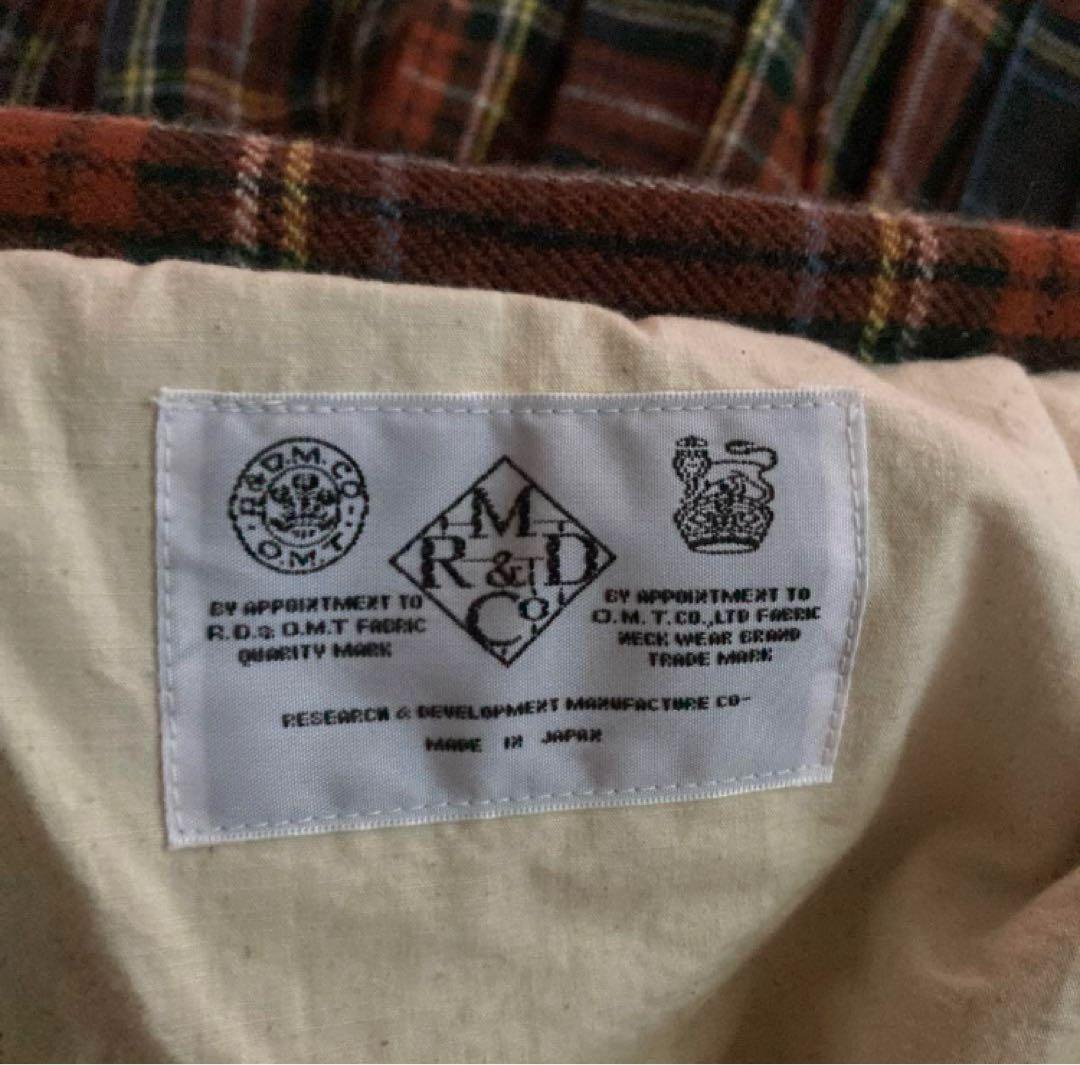 R&D.M.CO
O.M.T.
M
R & D
Co
BY APPOINTMENT TO
R.D.& O.M.T FABRIC
QUARITY MARK
BY APPOINTMENT TO
O.M.T.CO.,LTD FABRIC
NECK WEAR BRAND
TRADE MARK
RESEARCH & DEVELOPMENT MANUFACTURE CO-
MADE IN JAPAN